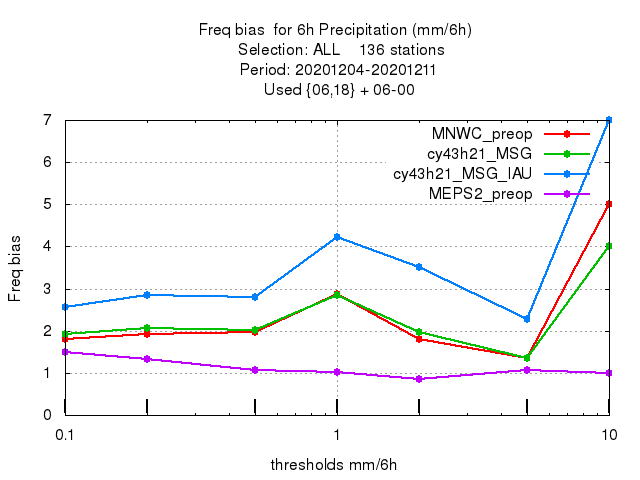 Freq bias  for 6h Precipitation (mm/6h)
Selection: ALL    136 stations
Period: 20201204-20201211
Used {06,18} + 06-00
MNWC_preop
cy43h21_MSG
cy43h21_MSG_IAU
MEPS2_preop
Freq bias
7
6
5
4
3
2
1
0
0.1
1
10
thresholds mm/6h